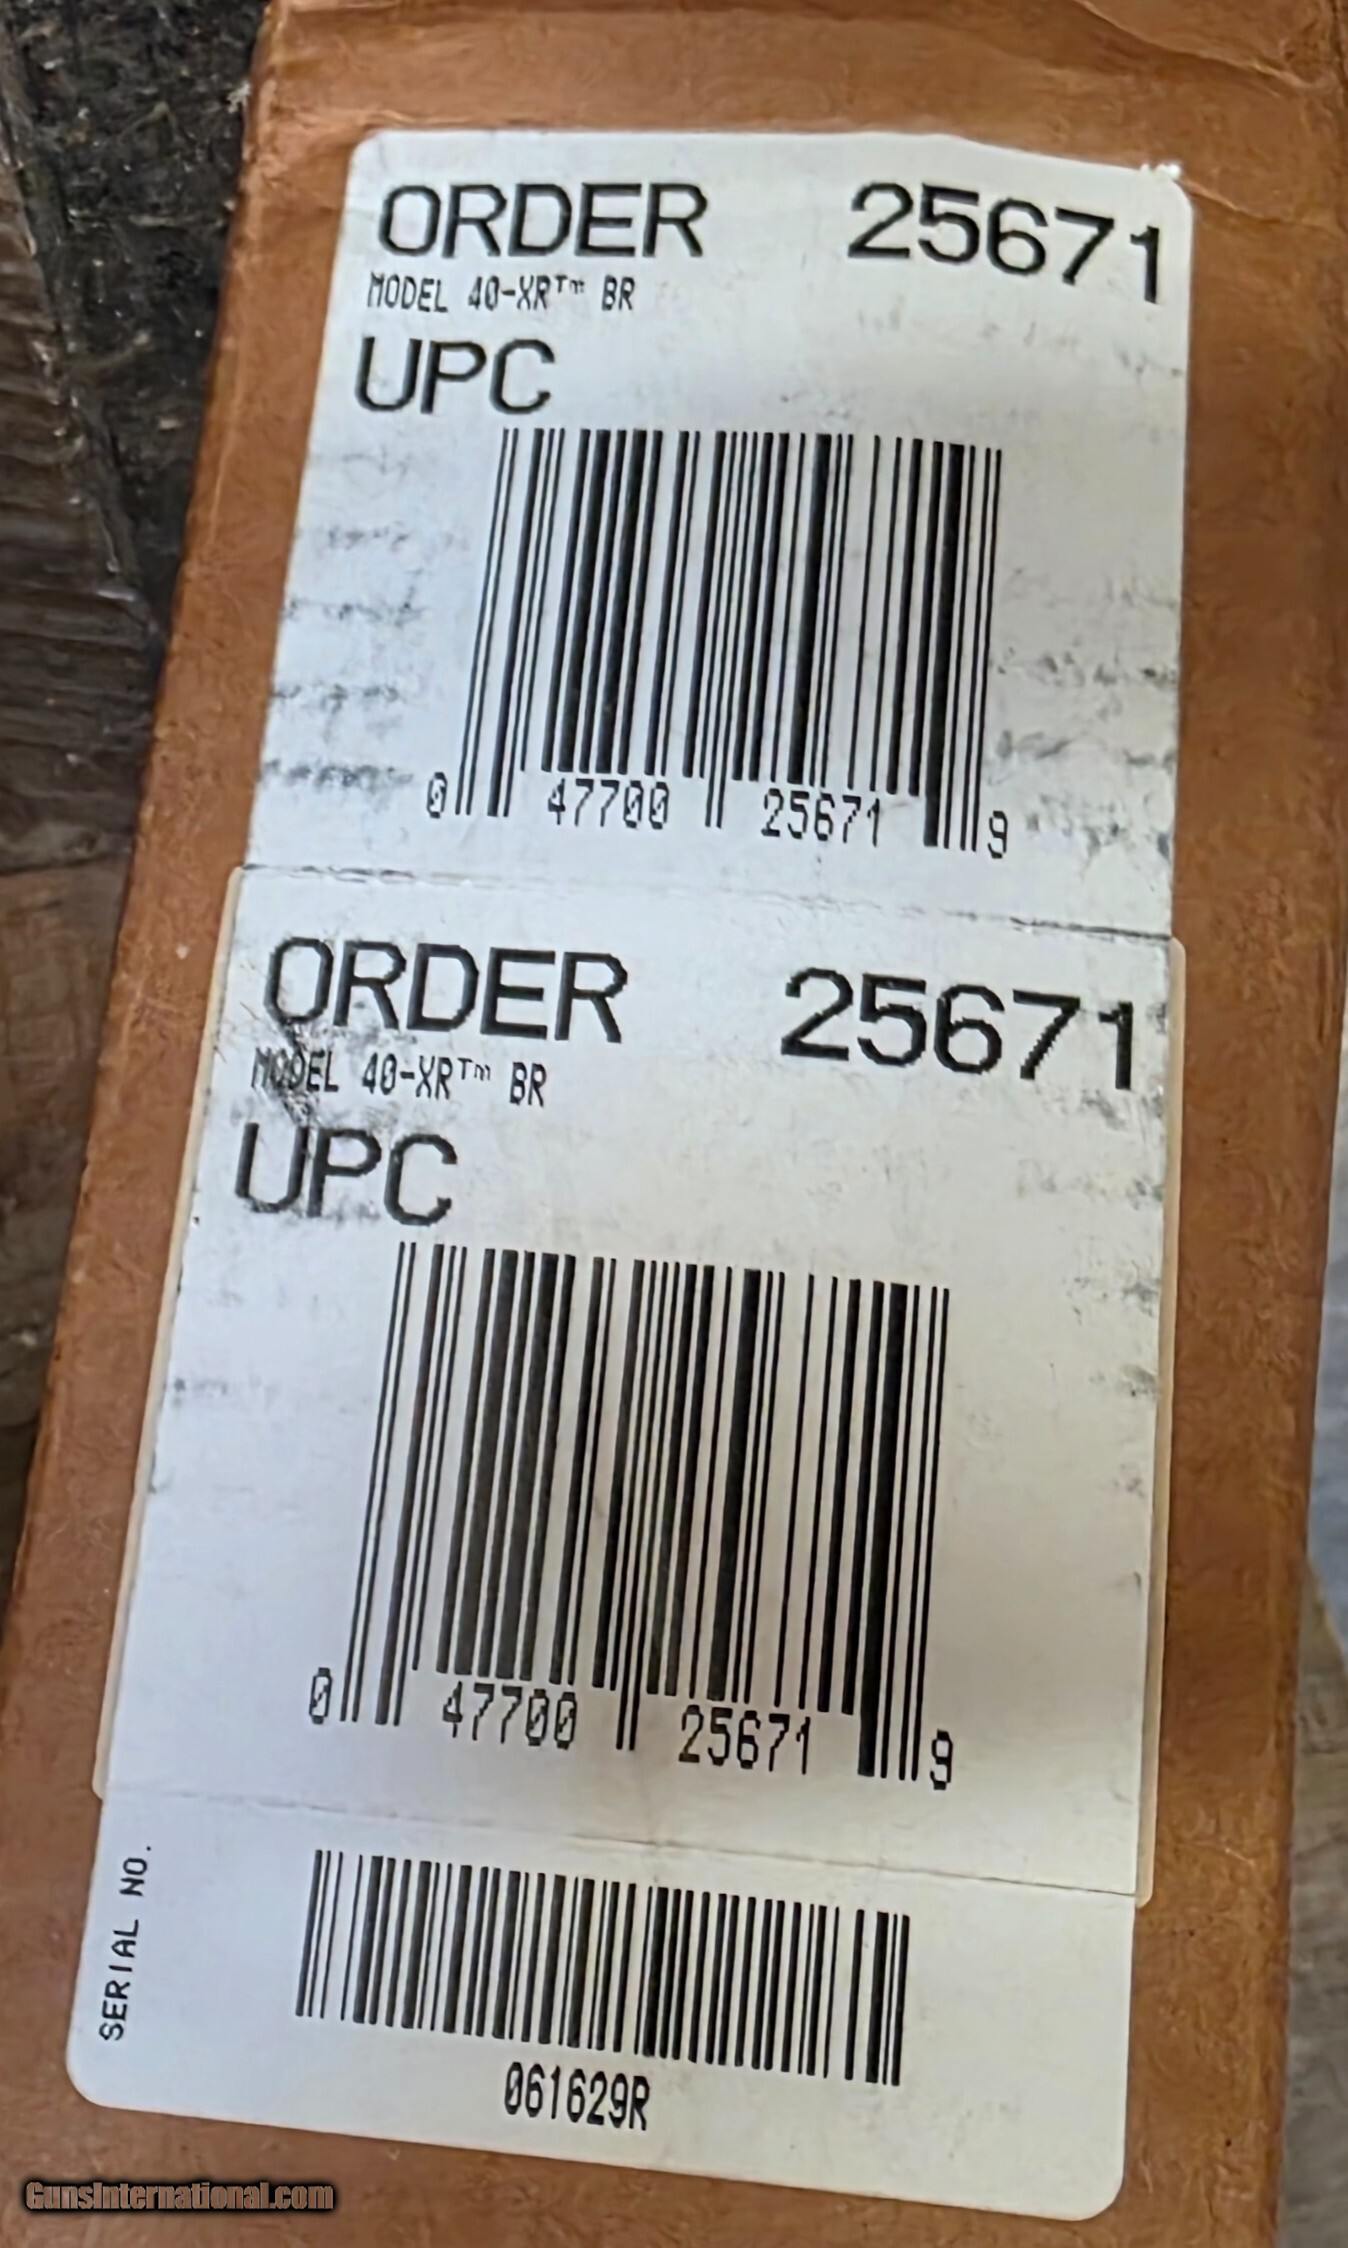 ORDER 25671
MODEL 40-XR™ BR
UPC
0 47700 25671 9
ORDER 25671
MODEL 40-XR™ BR
UPC
0 47700 25671 9
SERIAL NO.
061629R
GunsInternational.com